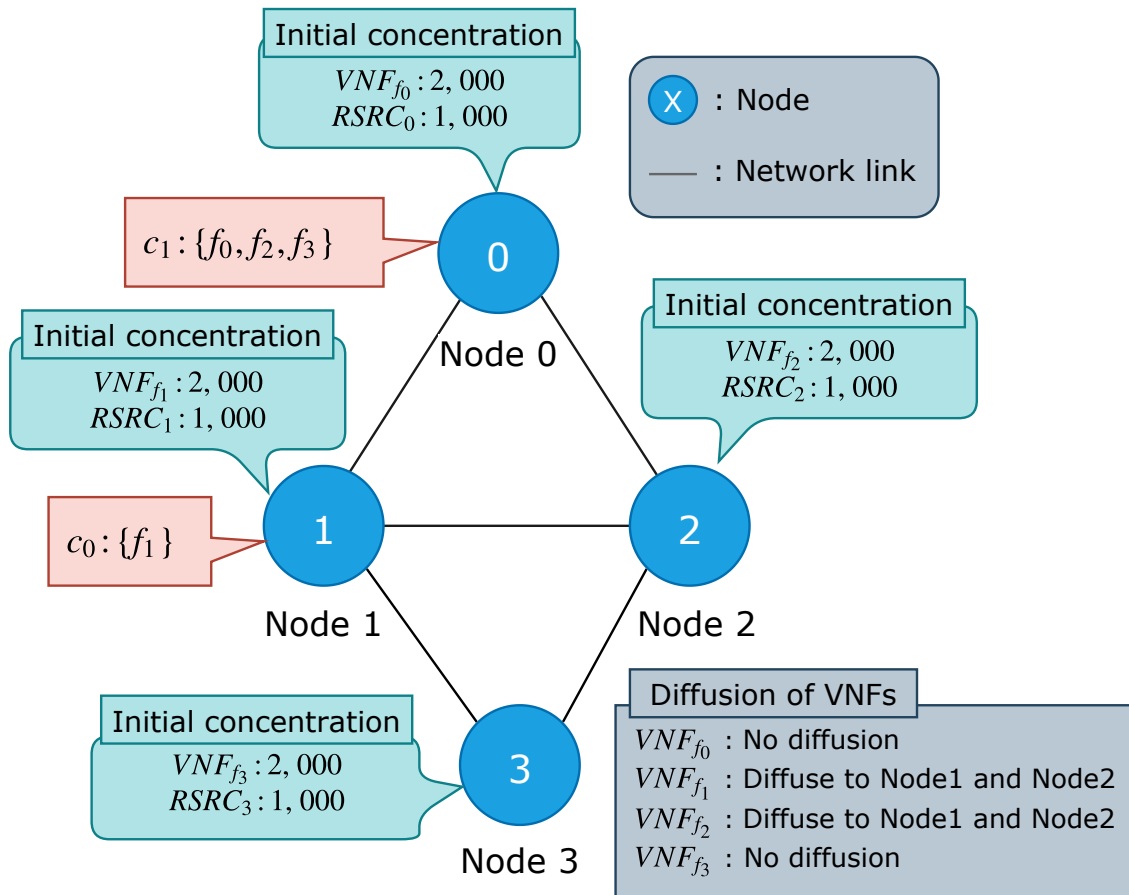 Initial concentration
VNF_{f_0}: 2, 000
RSRC_0: 1, 000
X : Node
: Network link
c_1: {f_0, f_2, f_3}
0
Node 0
Initial concentration
VNF_{f_1}: 2, 000
RSRC_1: 1, 000
Initial concentration
VNF_{f_2}: 2, 000
RSRC_2: 1, 000
c_0: {f_1}
1
Node 1
2
Node 2
Initial concentration
VNF_{f_3}: 2, 000
RSRC_3: 1, 000
3
Node 3
Diffusion of VNFs
VNF_{f_0} : No diffusion
VNF_{f_1} : Diffuse to Node1 and Node2
VNF_{f_2} : Diffuse to Node1 and Node2
VNF_{f_3} : No diffusion